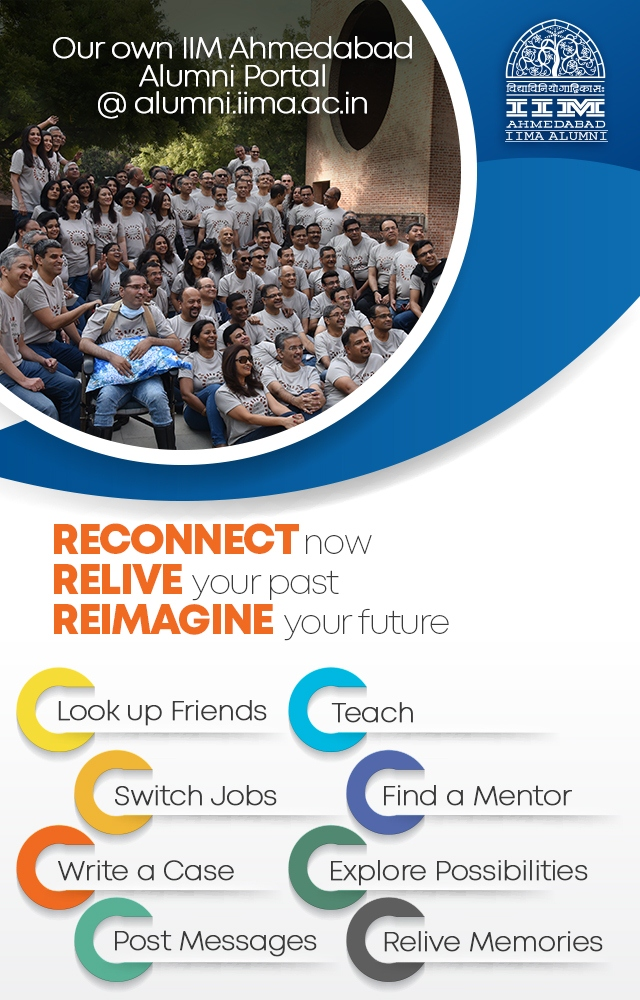 Our own IIM Ahmedabad
Alumni Portal
@ alumni.iima.ac.in
विद्याविनियोगाद्विकासः
IIM
AHMEDABAD
IIMA ALUMNI
RECONNECT now
RELIVE your past
REIMAGINE your future
Look up Friends
Teach
Switch Jobs
Find a Mentor
Write a Case
Explore Possibilities
Post Messages
Relive Memories